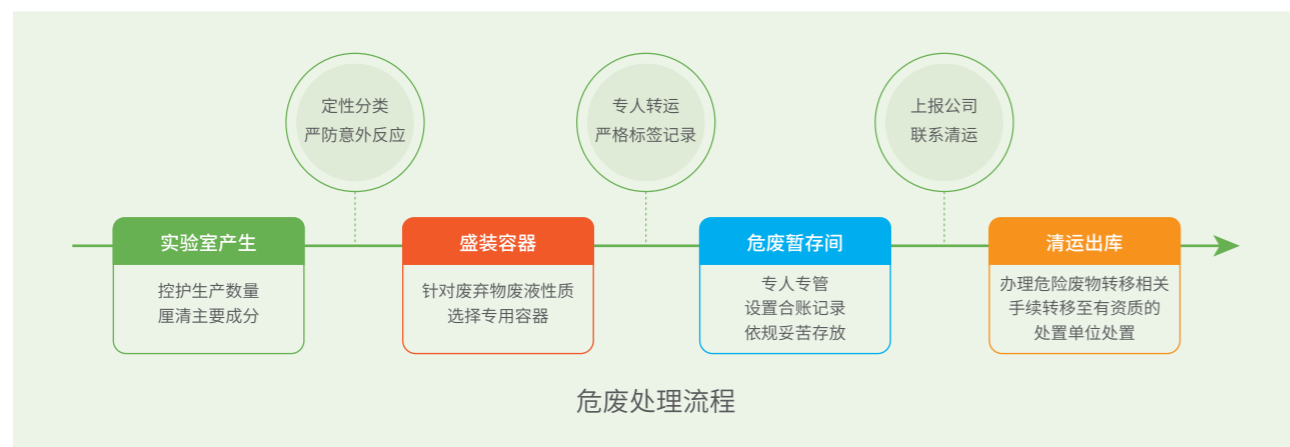 定性分类
严防意外反应
专人转运
严格标签记录
上报公司
联系清运
实验室产生
控护生产数量
厘清主要成分
盛装容器
针对废弃物废液性质
选择专用容器
危废暂存间
专人专管
设置合账记录
依规妥苦存放
清运出库
办理危险废物转移相关
手续转移至有资质的
处置单位处置
危废处理流程